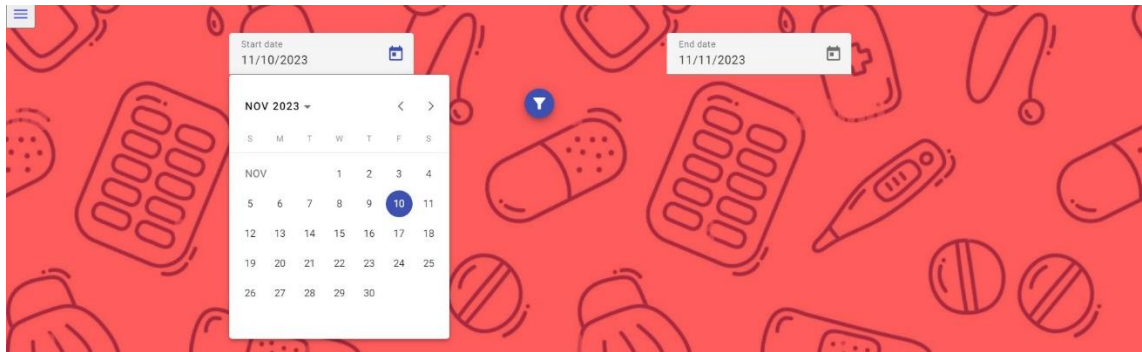 Start date
11/10/2023
End date
11/11/2023
NOV 2023
S M T W T F S
NOV 1 2 3 4
5 6 7 8 9 10 11
12 13 14 15 16 17 18
19 20 21 22 23 24 25
26 27 28 29 30